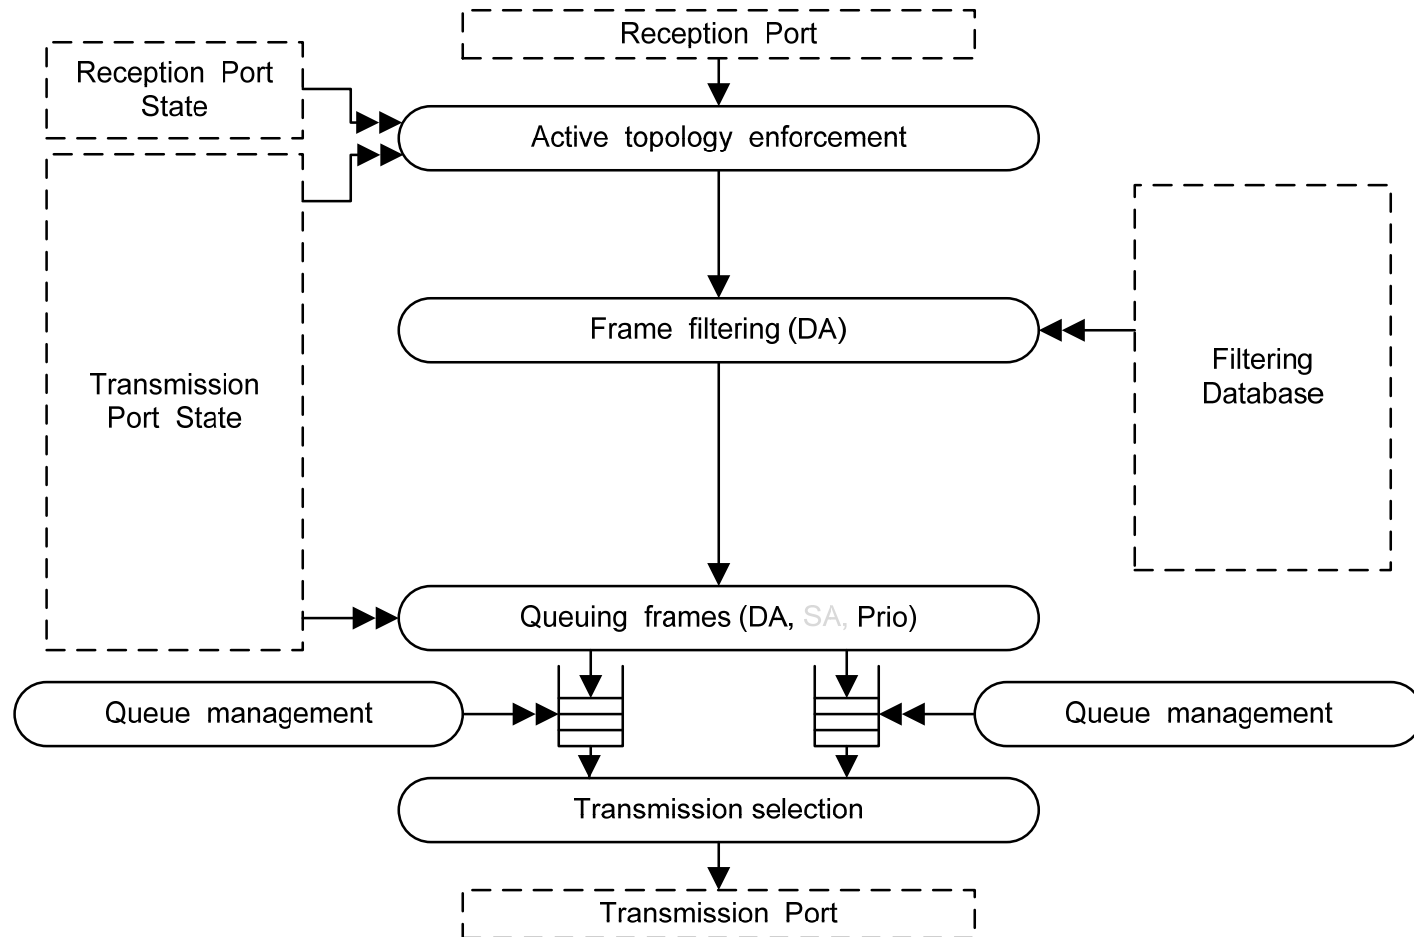 Reception Port
Reception Port
State
Active topology enforcement
Frame filtering (DA)
Transmission
Port State
Filtering
Database
Queuing frames (DA, SA, Prio)
Queue management
Queue management
Transmission selection
Transmission Port